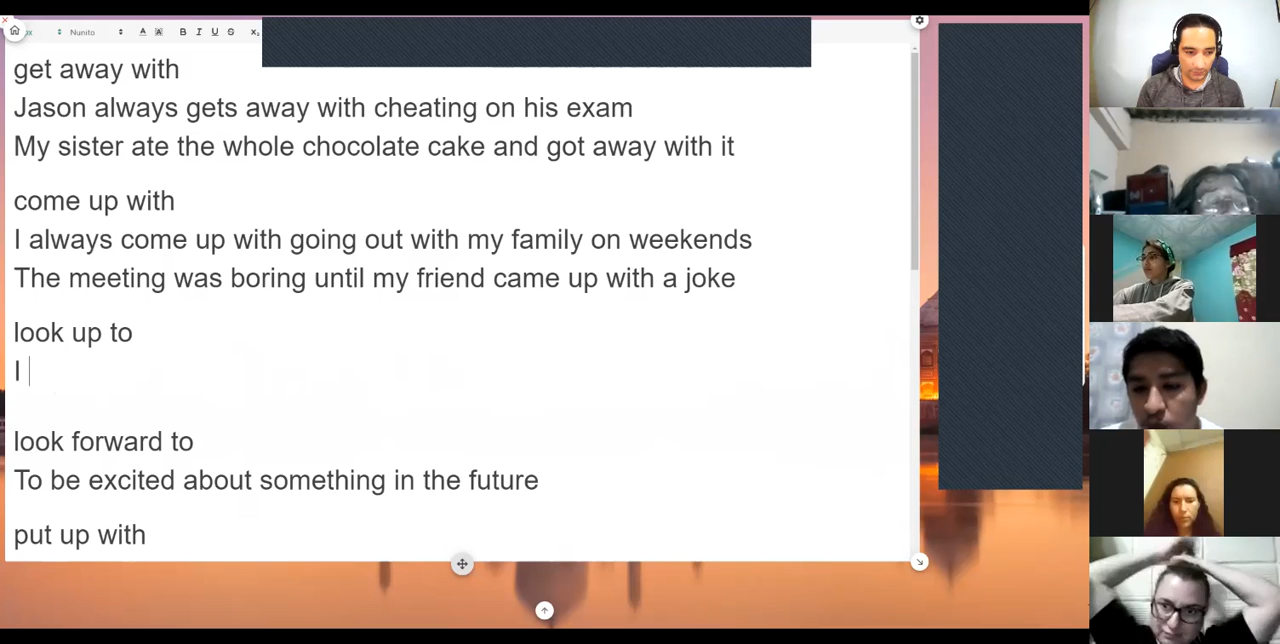 Nunito
A A B I U S X₂
get away with
Jason always gets away with cheating on his exam
My sister ate the whole chocolate cake and got away with it
come up with
I always come up with going out with my family on weekends
The meeting was boring until my friend came up with a joke
look up to
I
look forward to
To be excited about something in the future
put up with